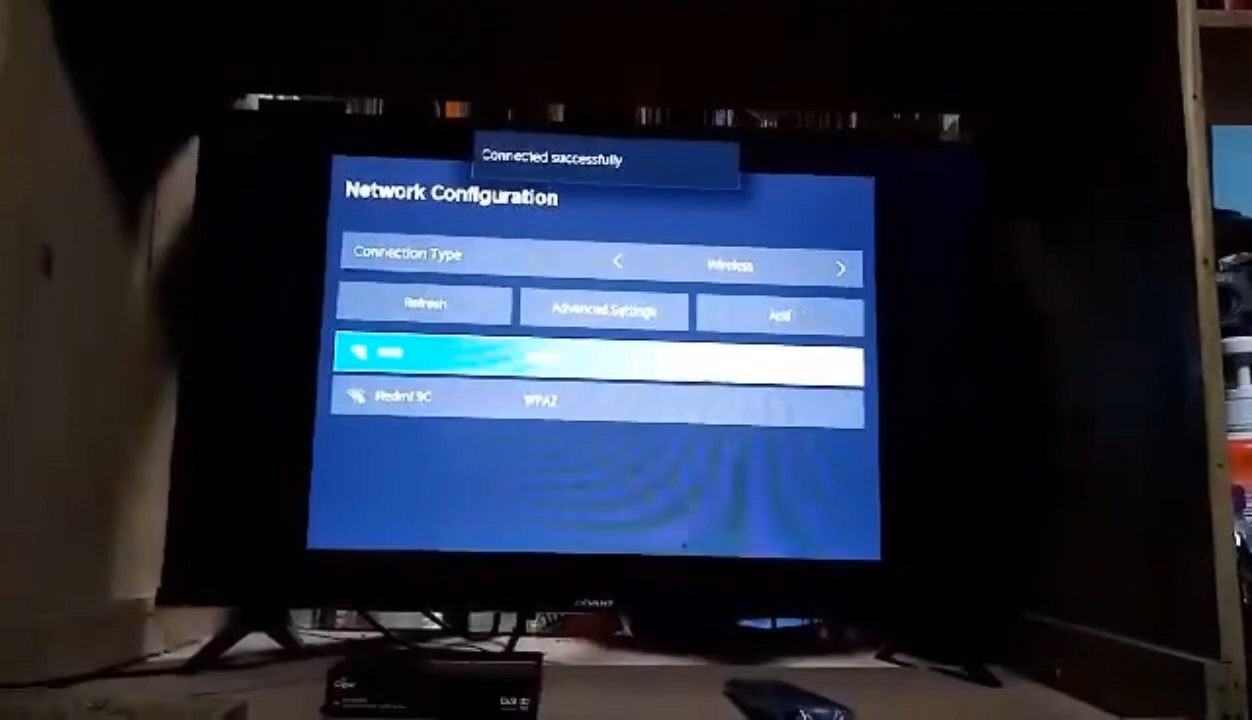 Connected successfully
Network Configuration
Connection Type
Wireless
Refresh
Advanced Settings
Add
Redmi 9C
WPA2